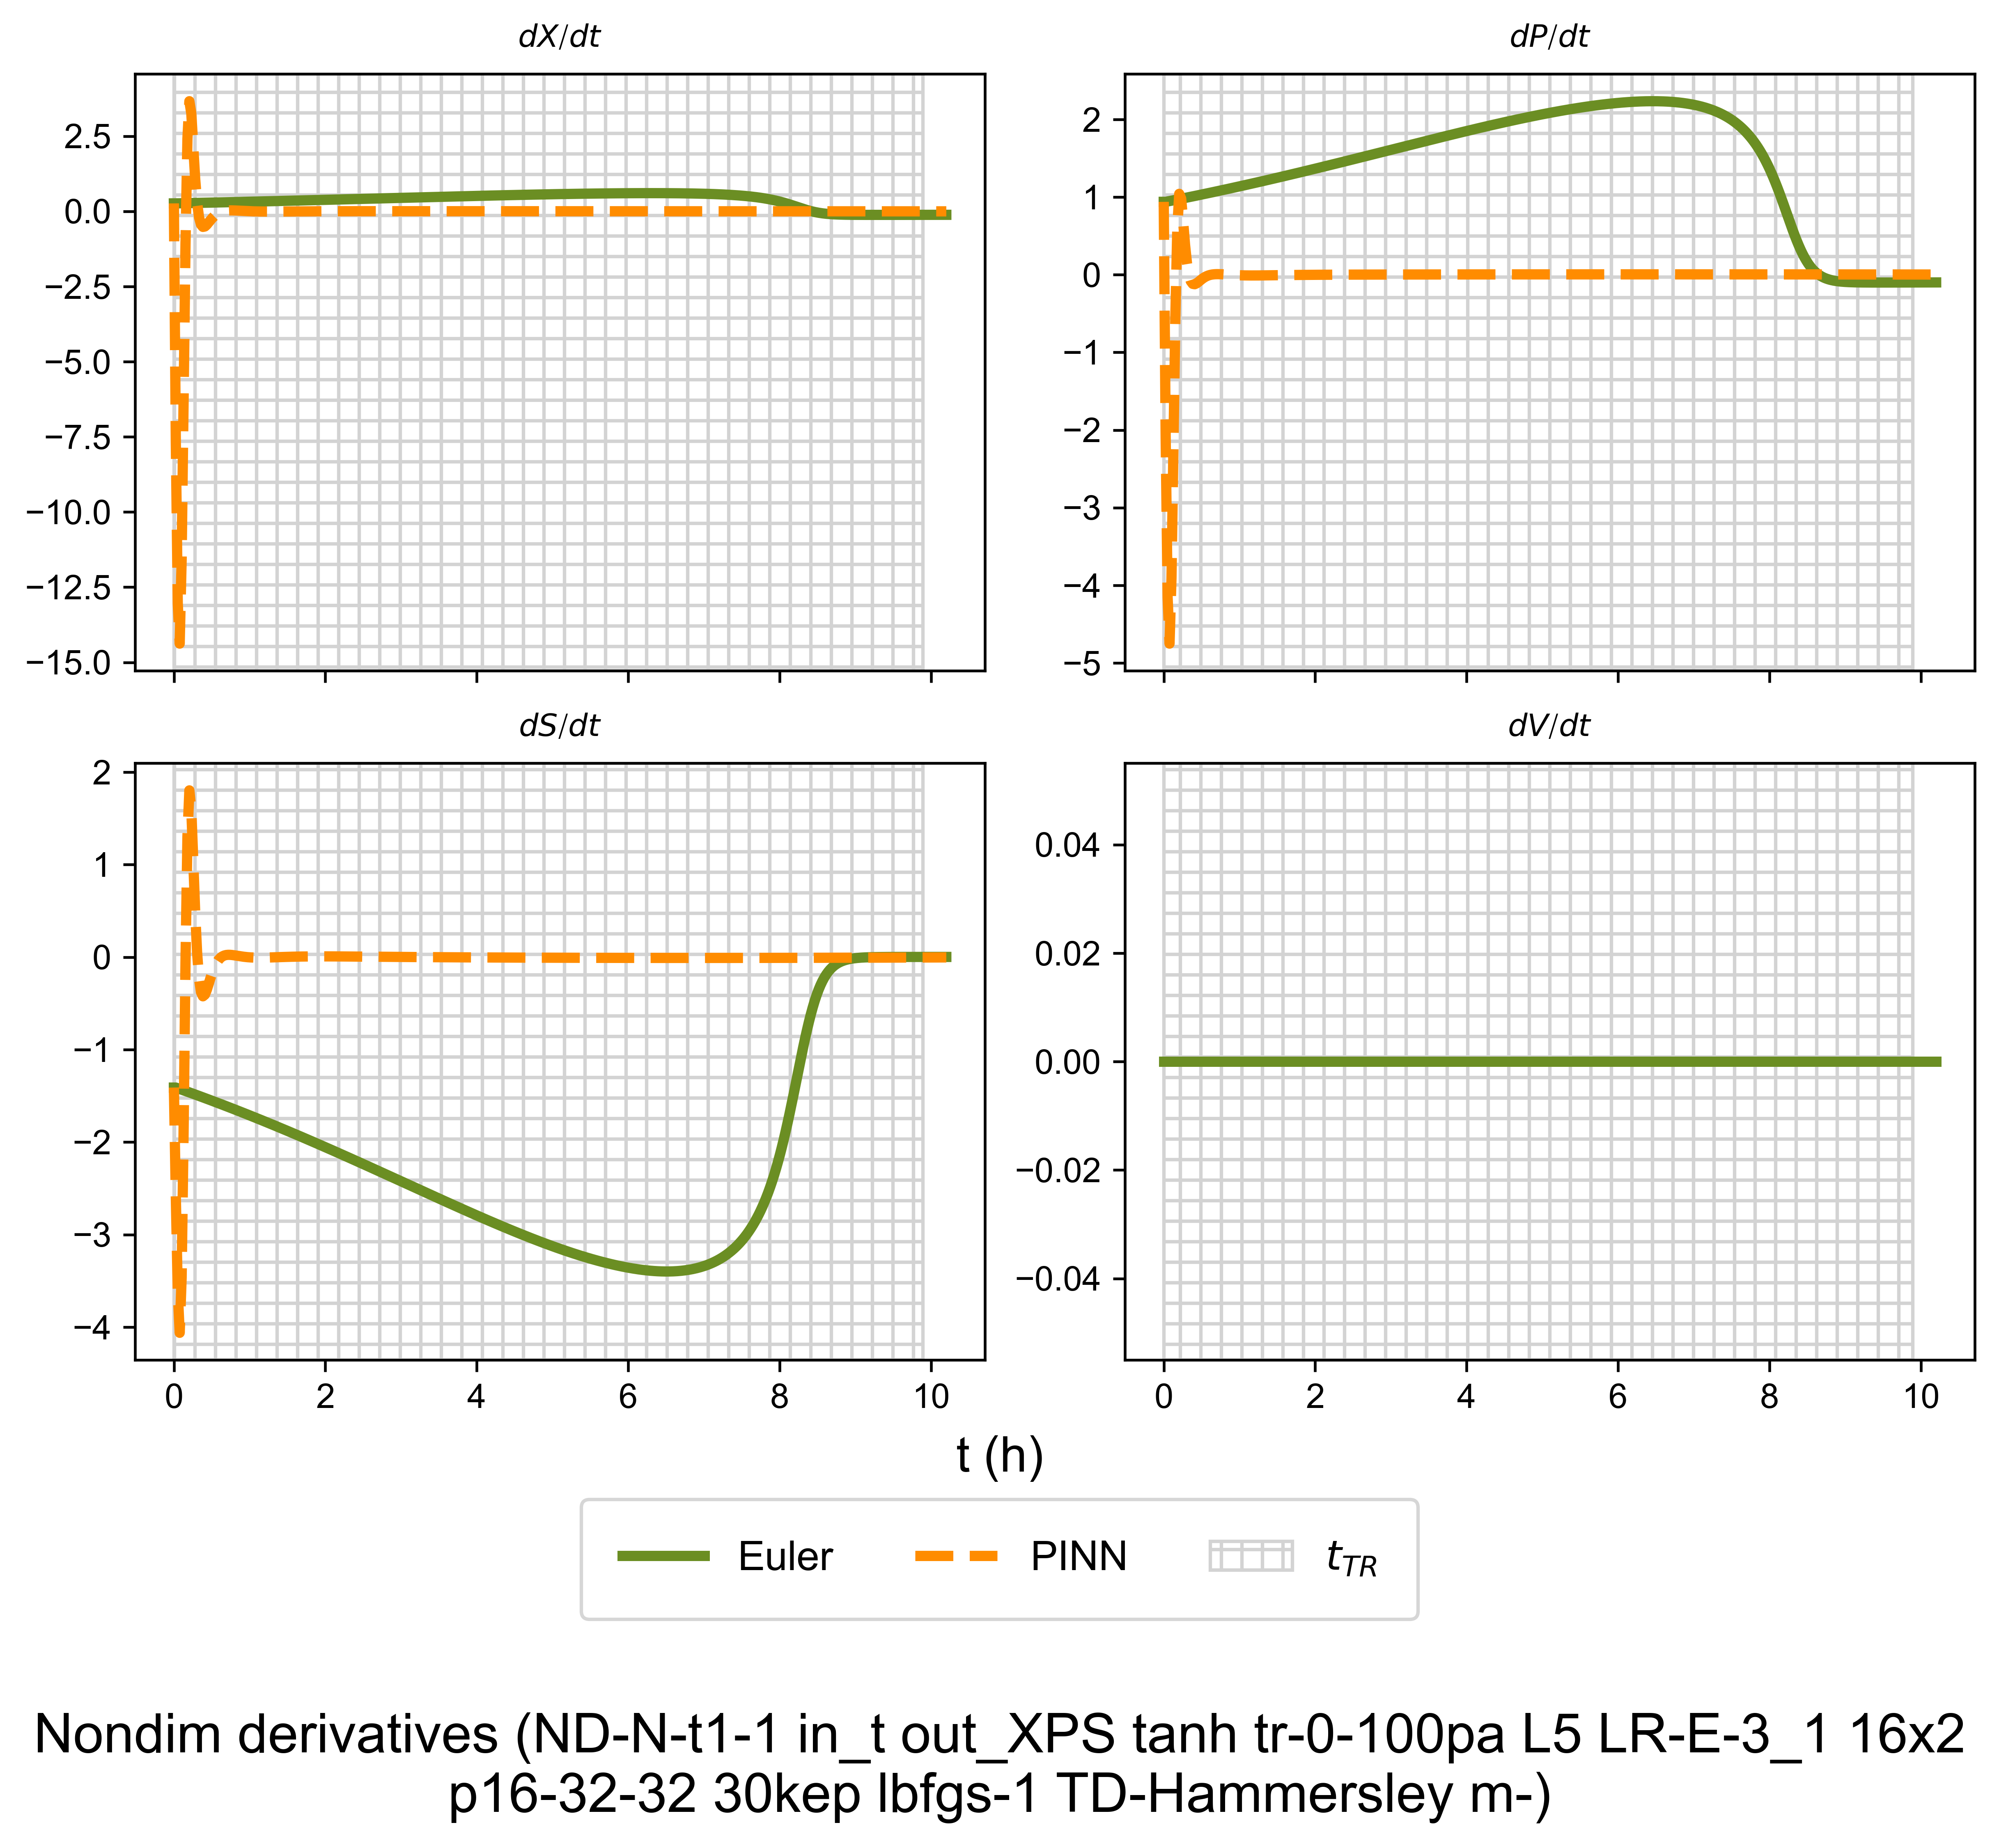 dX/dt
dP/dt
2.5
0.0
−2.5
−5.0
−7.5
−10.0
−12.5
−15.0
2
1
0
−1
−2
−3
−4
−5
dS/dt
dV/dt
2
1
0
−1
−2
−3
−4
0 2 4 6 8 10
0.04
0.02
0.00
−0.02
−0.04
0 2 4 6 8 10
t (h)
Euler PINN t_TR
Nondim derivatives (ND-N-t1-1 in_t out_XPS tanh tr-0-100pa L5 LR-E-3_1 16x2
p16-32-32 30kep lbfgs-1 TD-Hammersley m-)